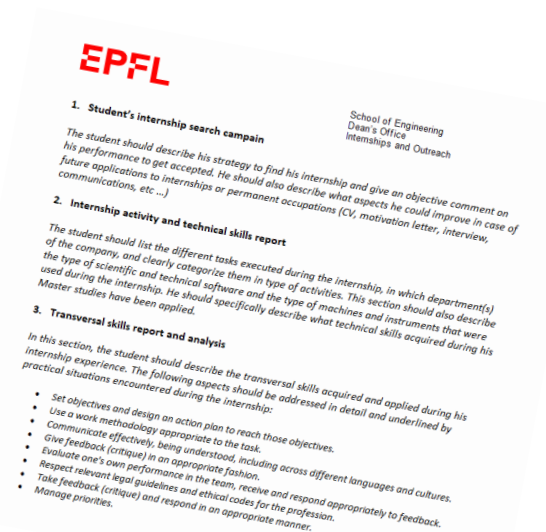 EPFL
School of Engineering
Dean's Office
Internships and Outreach
1. Student's internship search campain
The student should describe his strategy to find his internship and give an objective comment on
his performance to get accepted. He should also describe what aspects he could improve in case of
future applications to internships or permanent occupations (CV, motivation letter, interview,
communications, etc ...)
2. Internship activity and technical skills report
The student should list the different tasks executed during the internship, in which department(s)
of the company, and clearly categorize them in type of activities. This section should also describe
the type of scientific and technical software and the type of machines and instruments that were
used during the internship. He should specifically describe what technical skills acquired during his
Master studies have been applied.
3. Transversal skills report and analysis
In this section, the student should describe the transversal skills acquired and applied during his
internship experience. The following aspects should be addressed in detail and underlined by
practical situations encountered during the internship:
• Set objectives and design an action plan to reach those objectives.
• Use a work methodology appropriate to the task.
• Communicate effectively, being understood, including across different languages and cultures.
• Give feedback (critique) in an appropriate fashion.
• Evaluate one's own performance in the team, receive and respond appropriately to feedback.
• Respect relevant legal guidelines and ethical codes for the profession.
• Take feedback (critique) and respond in an appropriate manner.
• Manage priorities.